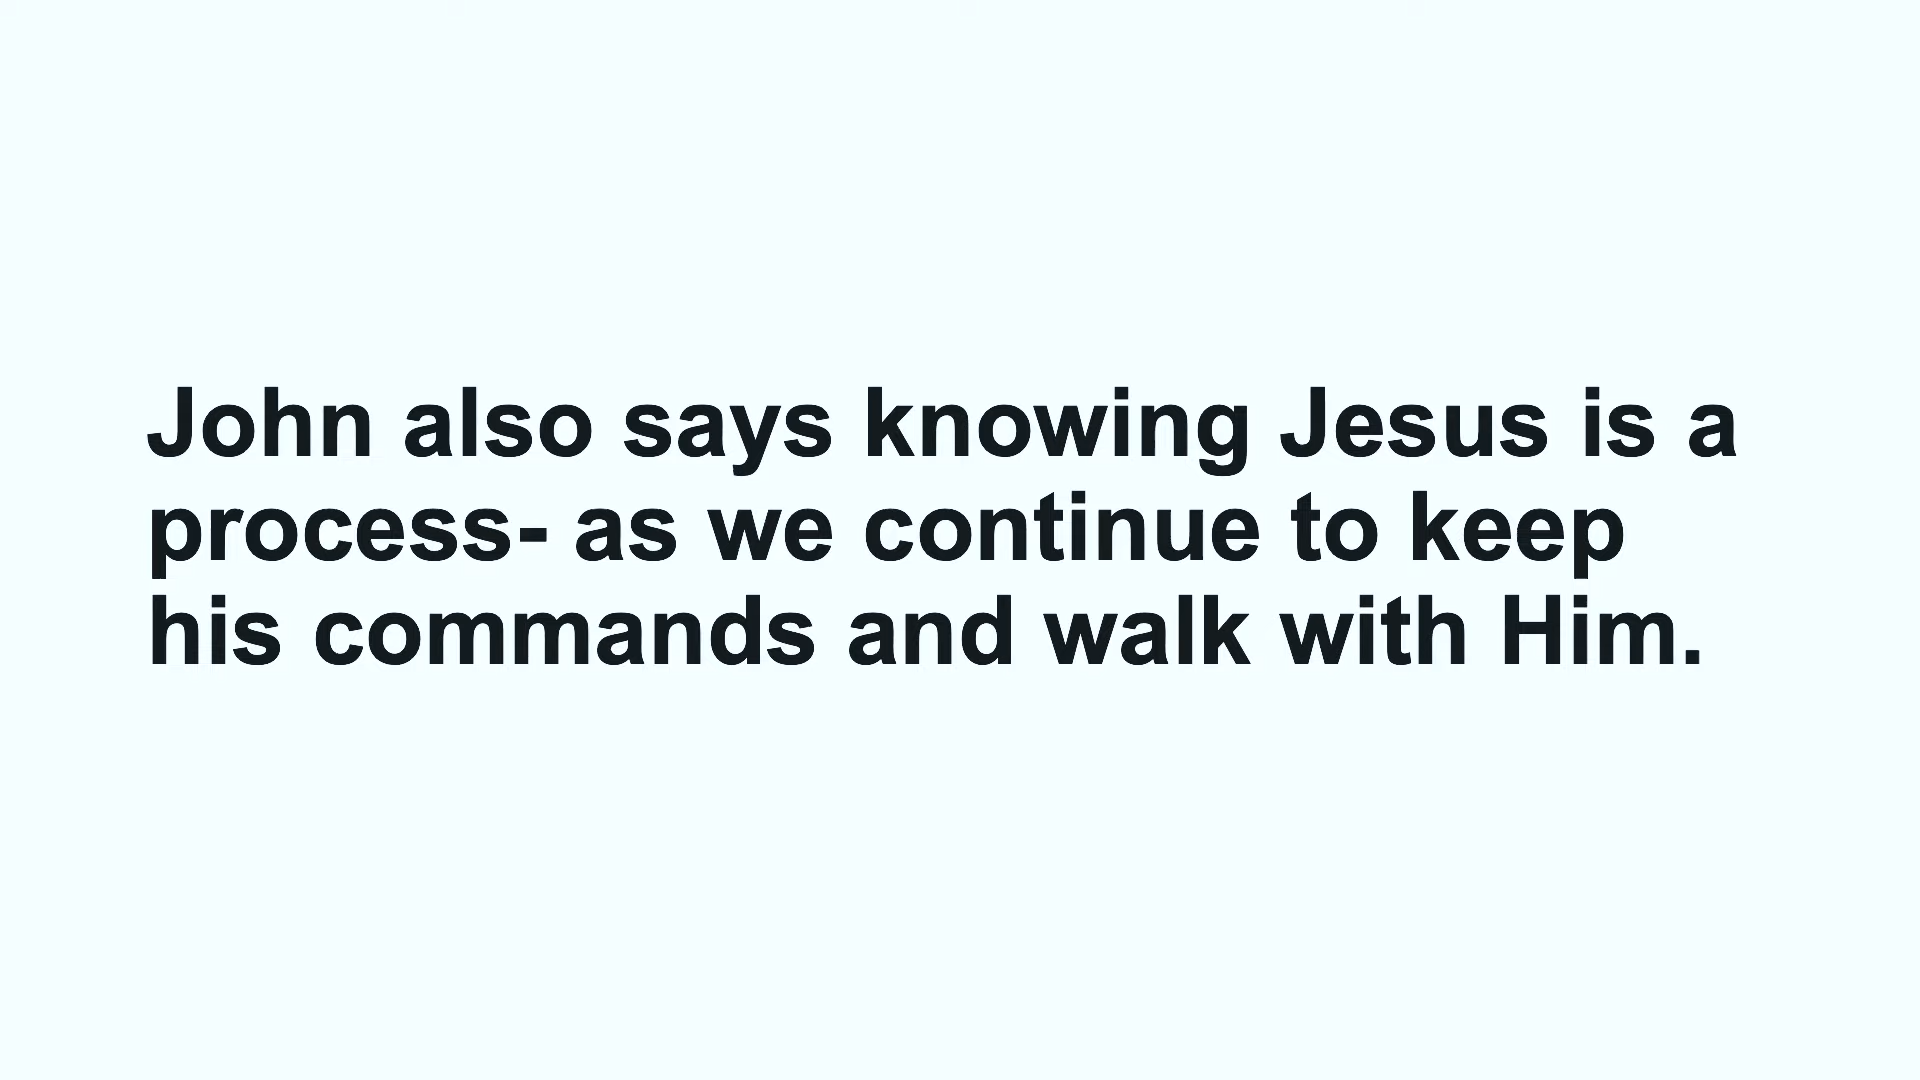 John also says knowing Jesus is a
process- as we continue to keep
his commands and walk with Him.